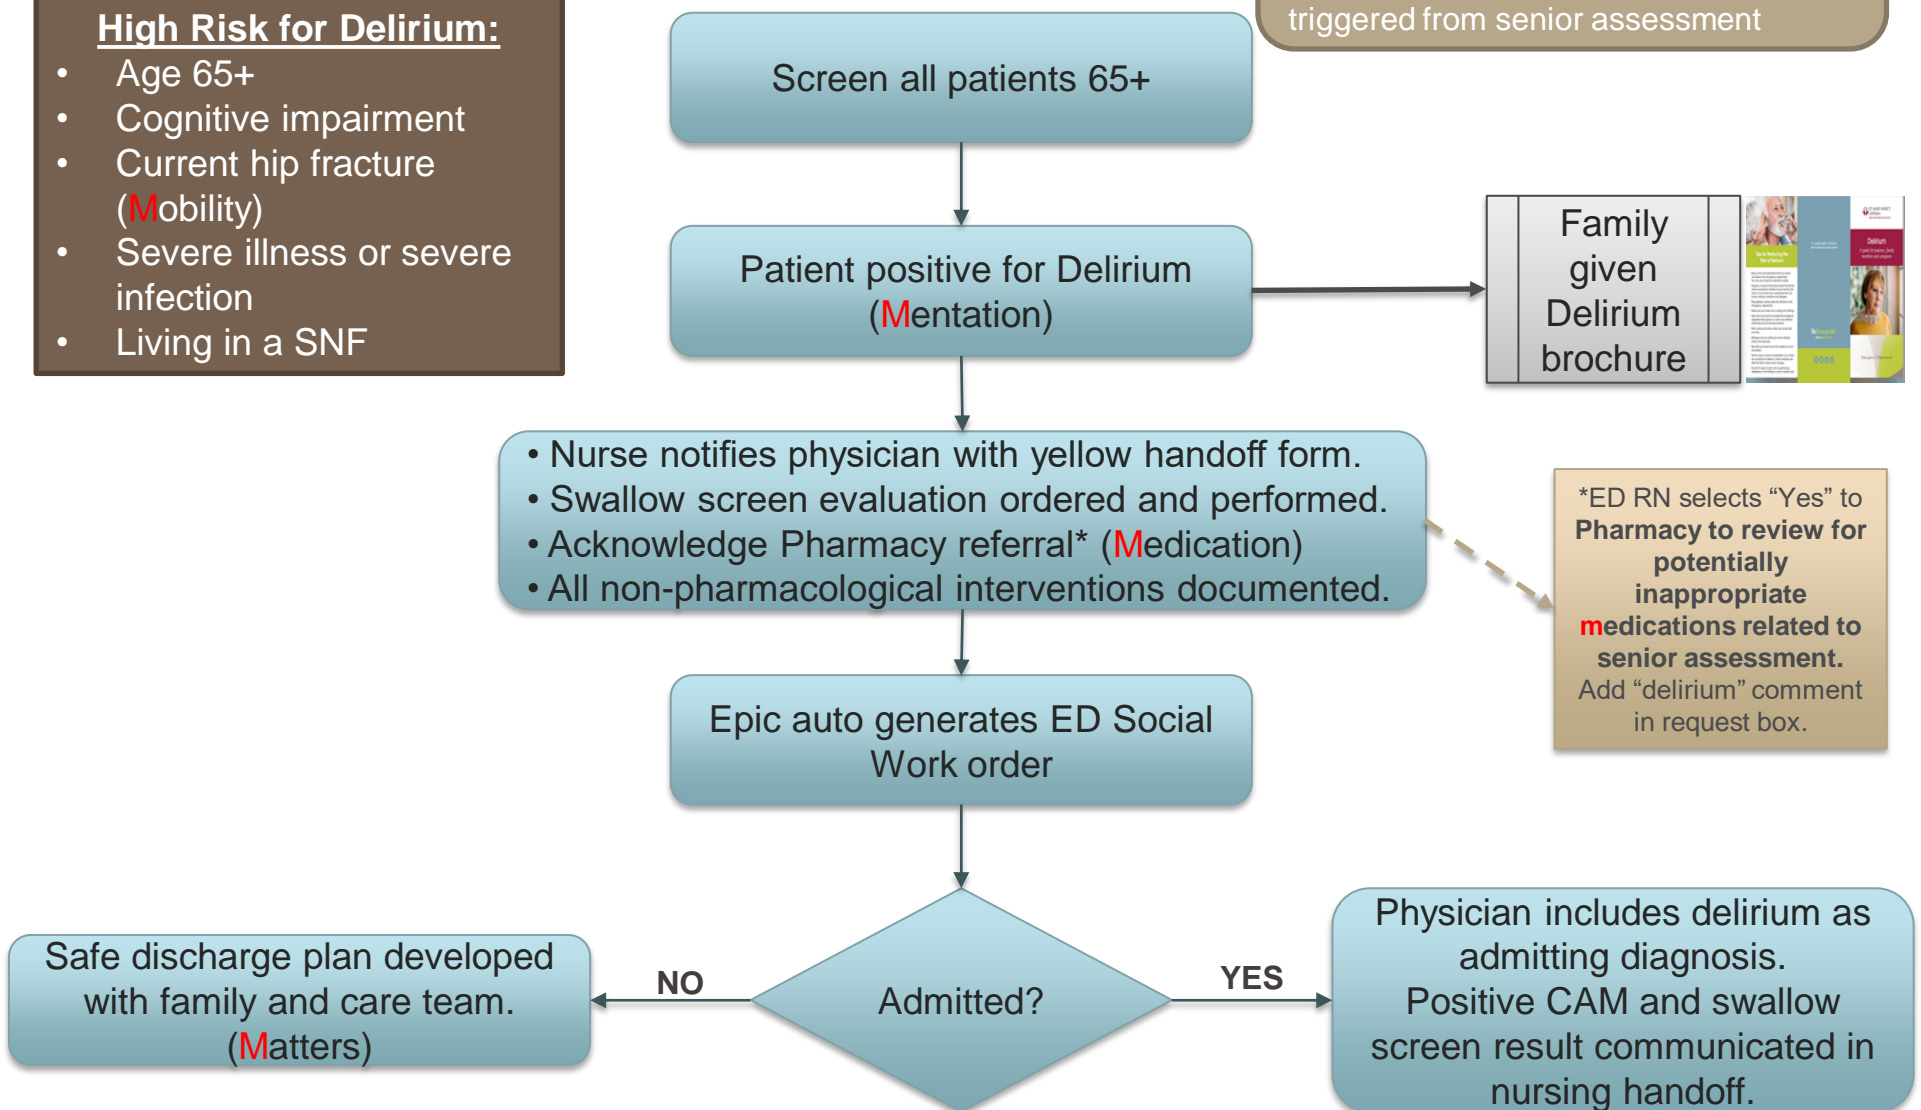 High Risk for Delirium:
• Age 65+
• Cognitive impairment
• Current hip fracture
(Mobility)
• Severe illness or severe
infection
• Living in a SNF
triggered from senior assessment
Screen all patients 65+
Patient positive for Delirium
(Mentation)
Family
given
Delirium
brochure
Delirium
• Nurse notifies physician with yellow handoff form.
• Swallow screen evaluation ordered and performed.
• Acknowledge Pharmacy referral* (Medication)
• All non-pharmacological interventions documented.
*ED RN selects “Yes” to
Pharmacy to review for
potentially
inappropriate
medications related to
senior assessment.
Add “delirium” comment
in request box.
Epic auto generates ED Social
Work order
Admitted?
NO
YES
Safe discharge plan developed
with family and care team.
(Matters)
Physician includes delirium as
admitting diagnosis.
Positive CAM and swallow
screen result communicated in
nursing handoff.